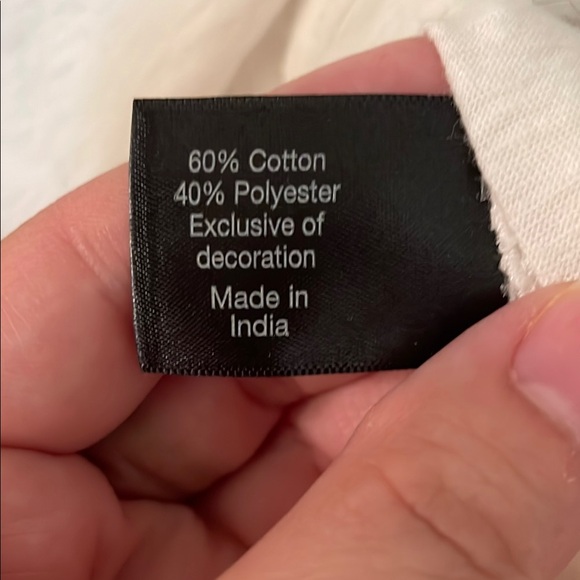 60% Cotton
40% Polyester
Exclusive of
decoration
Made in
India